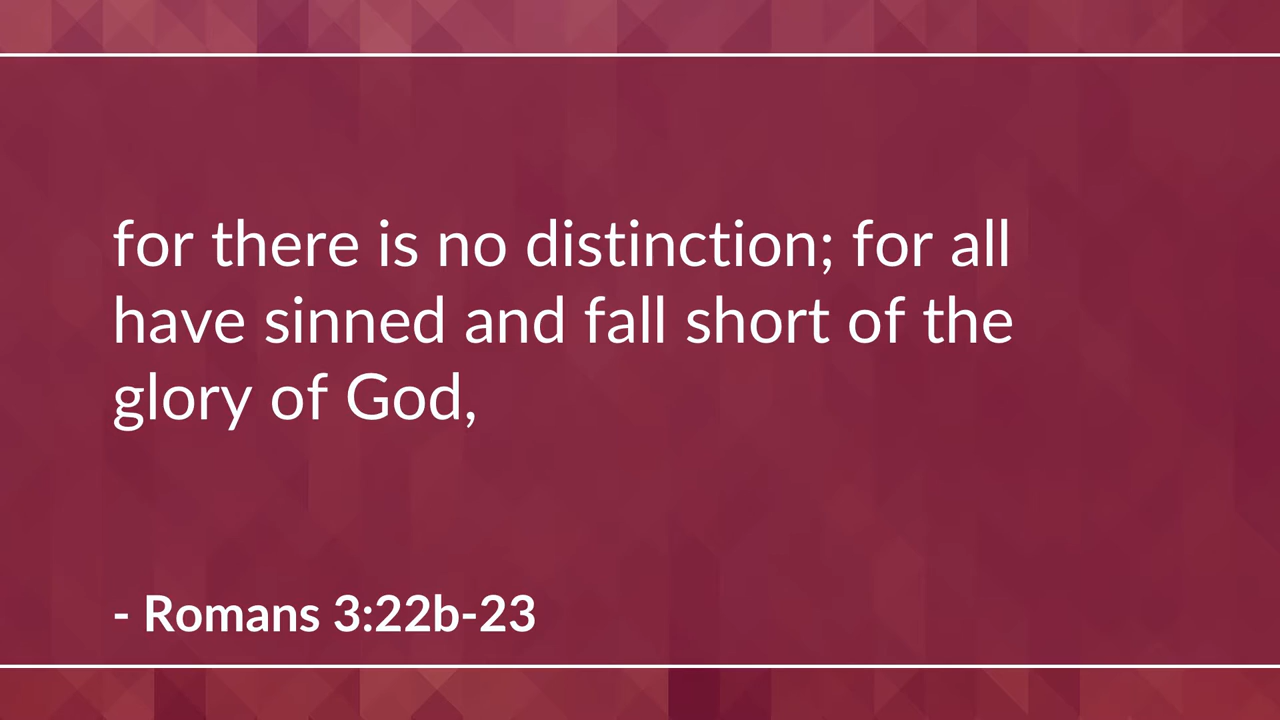 for there is no distinction; for all
have sinned and fall short of the
glory of God,
- Romans 3:22b-23